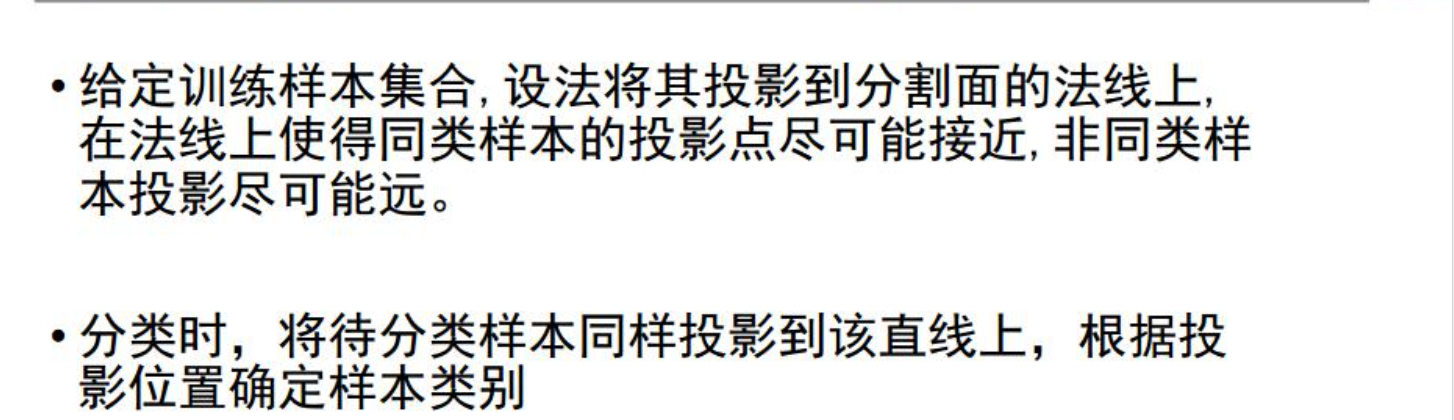 • 给定训练样本集合, 设法将其投影到分割面的法线上,
在法线上使得同类样本的投影点尽可能接近, 非同类样
本投影尽可能远。
• 分类时，将待分类样本同样投影到该直线上，根据投
影位置确定样本类别